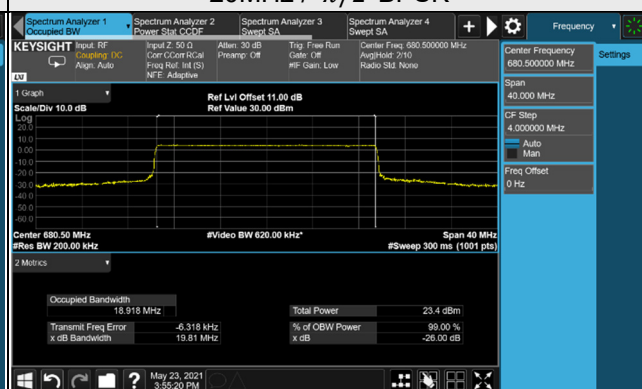 20MHz / π/2 BPSK
Spectrum Analyzer 1
Occupied BW
Spectrum Analyzer 2
Power Stat CCDF
Spectrum Analyzer 3
Swept SA
Spectrum Analyzer 4
Swept SA
+
Frequency
KEYSIGHT
Input: RF
Coupling: DC
Align: Auto
Input Z: 50 Ω
Corr CCorr RCal
Freq Ref: Int (S)
NFE: Adaptive
Atten: 30 dB
Preamp: Off
Trig: Free Run
Gate: Off
#IF Gain: Low
Center Freq: 680.500000 MHz
Avg|Hold: 2/10
Radio Std: None
LXI
Center Frequency
680.500000 MHz
Settings
Span
40.000 MHz
CF Step
4.000000 MHz
Auto
Man
Freq Offset
0 Hz
1 Graph
Scale/Div 10.0 dB
Ref Lvl Offset 11.00 dB
Ref Value 30.00 dBm
Log
20.0
10.0
0.00
-10.0
-20.0
-30.0
-40.0
-50.0
-60.0
Center 680.50 MHz
#Res BW 200.00 kHz
#Video BW 620.00 kHz*
Span 40 MHz
#Sweep 300 ms (1001 pts)
2 Metrics
Occupied Bandwidth
18.918 MHz
Total Power
23.4 dBm
Transmit Freq Error
-6.318 kHz
% of OBW Power
99.00 %
x dB Bandwidth
19.81 MHz
x dB
-26.00 dB
?
May 23, 2021
3:55:20 PM